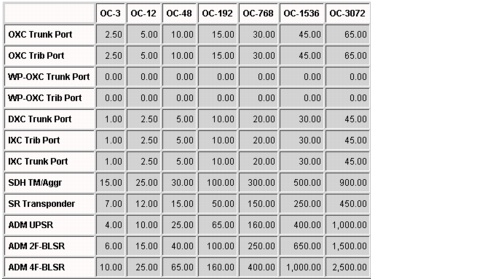 OC-3 OC-12 OC-48 OC-192 OC-768 OC-1536 OC-3072
OXC Trunk Port 2.50 5.00 10.00 15.00 30.00 45.00 65.00
OXC Trib Port 2.50 5.00 10.00 15.00 30.00 45.00 65.00
WP-OXC Trunk Port 0.00 0.00 0.00 0.00 0.00 0.00 0.00
WP-OXC Trib Port 0.00 0.00 0.00 0.00 0.00 0.00 0.00
DXC Trunk Port 1.00 2.50 5.00 10.00 20.00 30.00 45.00
IXC Trib Port 1.00 2.50 5.00 10.00 20.00 30.00 45.00
IXC Trunk Port 1.00 2.50 5.00 10.00 20.00 30.00 45.00
SDH TM/Aggr 15.00 25.00 30.00 100.00 300.00 500.00 900.00
SR Transponder 7.00 12.00 15.00 50.00 150.00 250.00 450.00
ADM UPSR 4.00 10.00 25.00 65.00 160.00 400.00 1,000.00
ADM 2F-BLSR 6.00 15.00 40.00 100.00 250.00 650.00 1,500.00
ADM 4F-BLSR 10.00 25.00 65.00 160.00 400.00 1,000.00 2,500.00